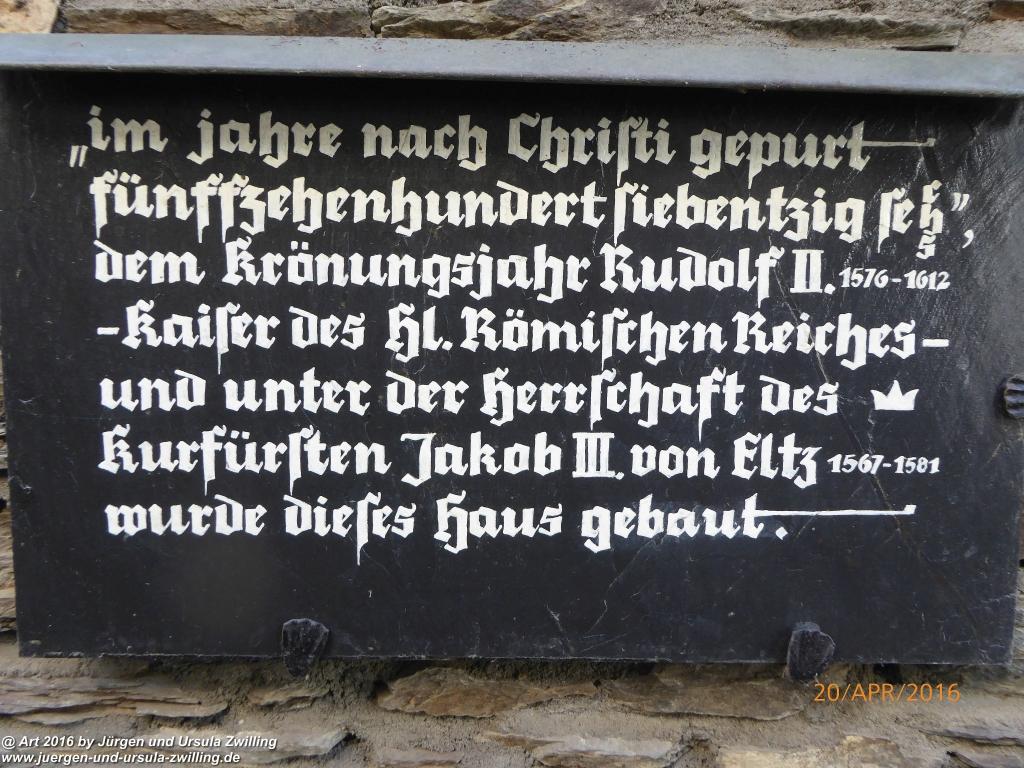 „im jahre nach Chriſti gepurt
fünffzehenhundert ſiebentzig ſechs”,
dem Krönungsjahr Rudolf II. 1576-1612
-Kaiſer des Hl. Römiſchen Reiches-
und unter der Herrſchaft des
Kurfürſten Jakob III. von Eltz 1567-1581
wurde dieſes Haus gebaut.
20/APR/2016
@ Art 2016 by Jürgen und Ursula Zwilling
www.juergen-und-ursula-zwilling.de